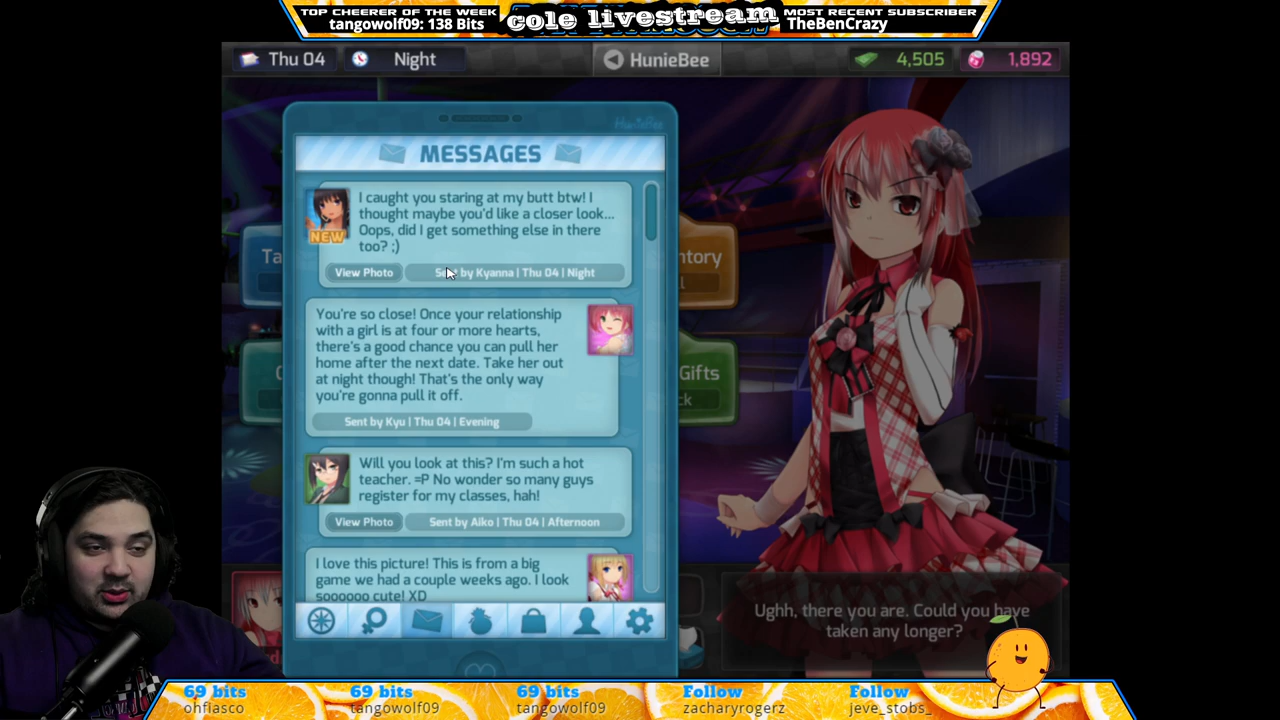 TOP CHEERER OF THE WEEK
tangowolf09: 138 Bits
cole livestream
MOST RECENT SUBSCRIBER
TheBenCrazy
Thu 04
Night
HunieBee
4,505
1,892
HunieBee
MESSAGES
I caught you staring at my butt btw! I
thought maybe you'd like a closer look...
Oops, did I get something else in there
too? ;)
NEW
View Photo
Sent by Kyanna | Thu 04 | Night
You're so close! Once your relationship
with a girl is at four or more hearts,
there's a good chance you can pull her
home after the next date. Take her out
at night though! That's the only way
you're gonna pull it off.
Sent by Kyu | Thu 04 | Evening
Will you look at this? I'm such a hot
teacher. =P No wonder so many guys
register for my classes, hah!
View Photo
Sent by Aiko | Thu 04 | Afternoon
I love this picture! This is from a big
game we had a couple weeks ago. I look
soooooo cute! XD
Ta
ntory
Gifts
ck
Ughh, there you are. Could you have
taken any longer?
69 bits
ohfiasco
69 bits
tangowolf09
69 bits
tangowolf09
Follow
zacharyrogerz
Follow
jeve_stobs_